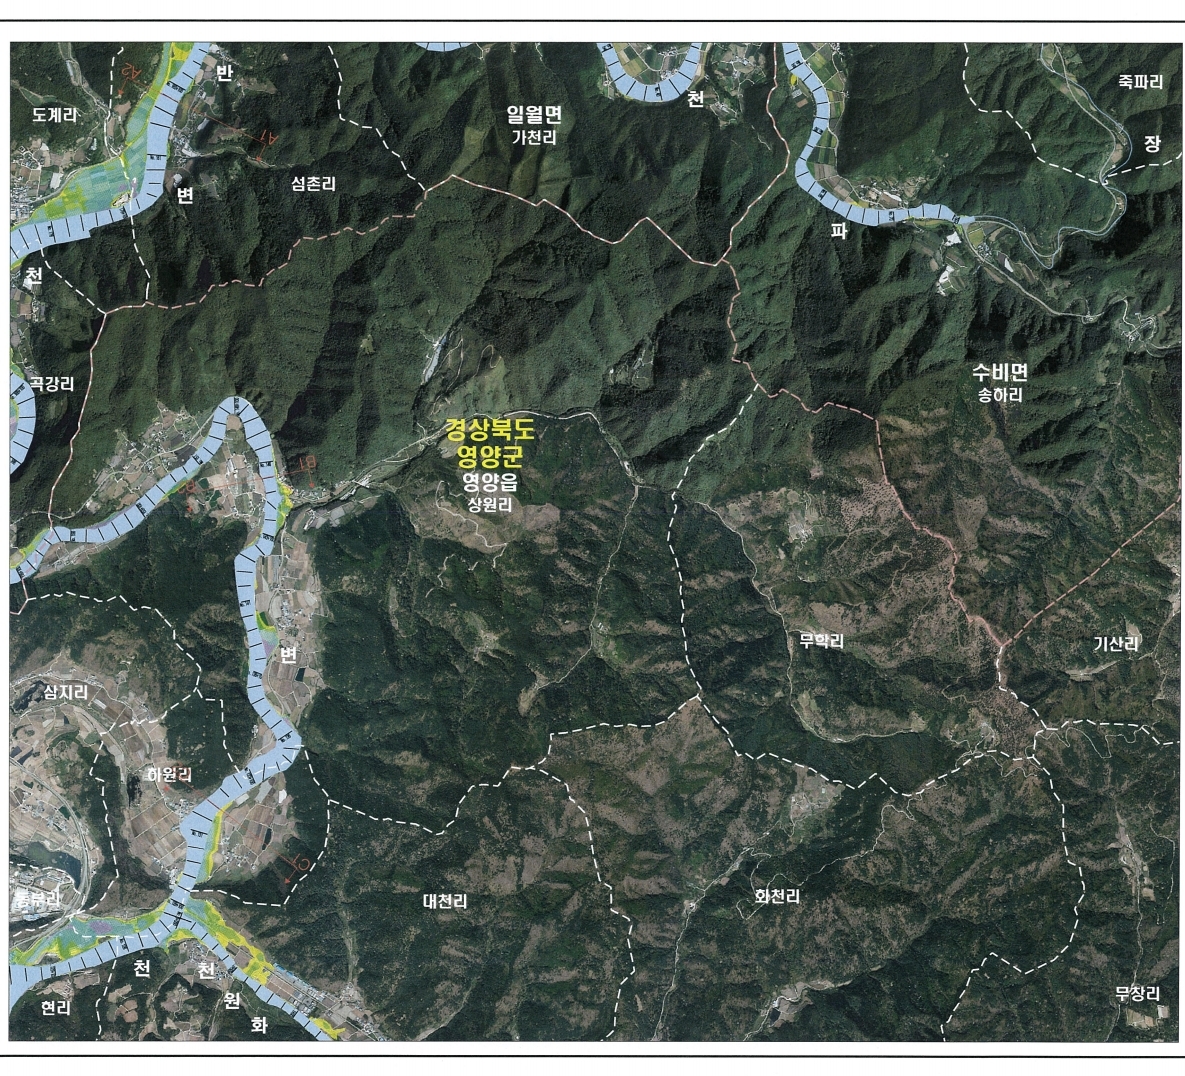 반
A2
도계리
일월면
가천리
천
죽파리
장
A1
섬촌리
변
파
천
곡강리
수비면
송하리
경상북도
영양군
영양읍
상원리
B1
변
무학리
기산리
삼지리
하원리
C1
동부리
대천리
화천리
천
천
원
화
현리
무창리